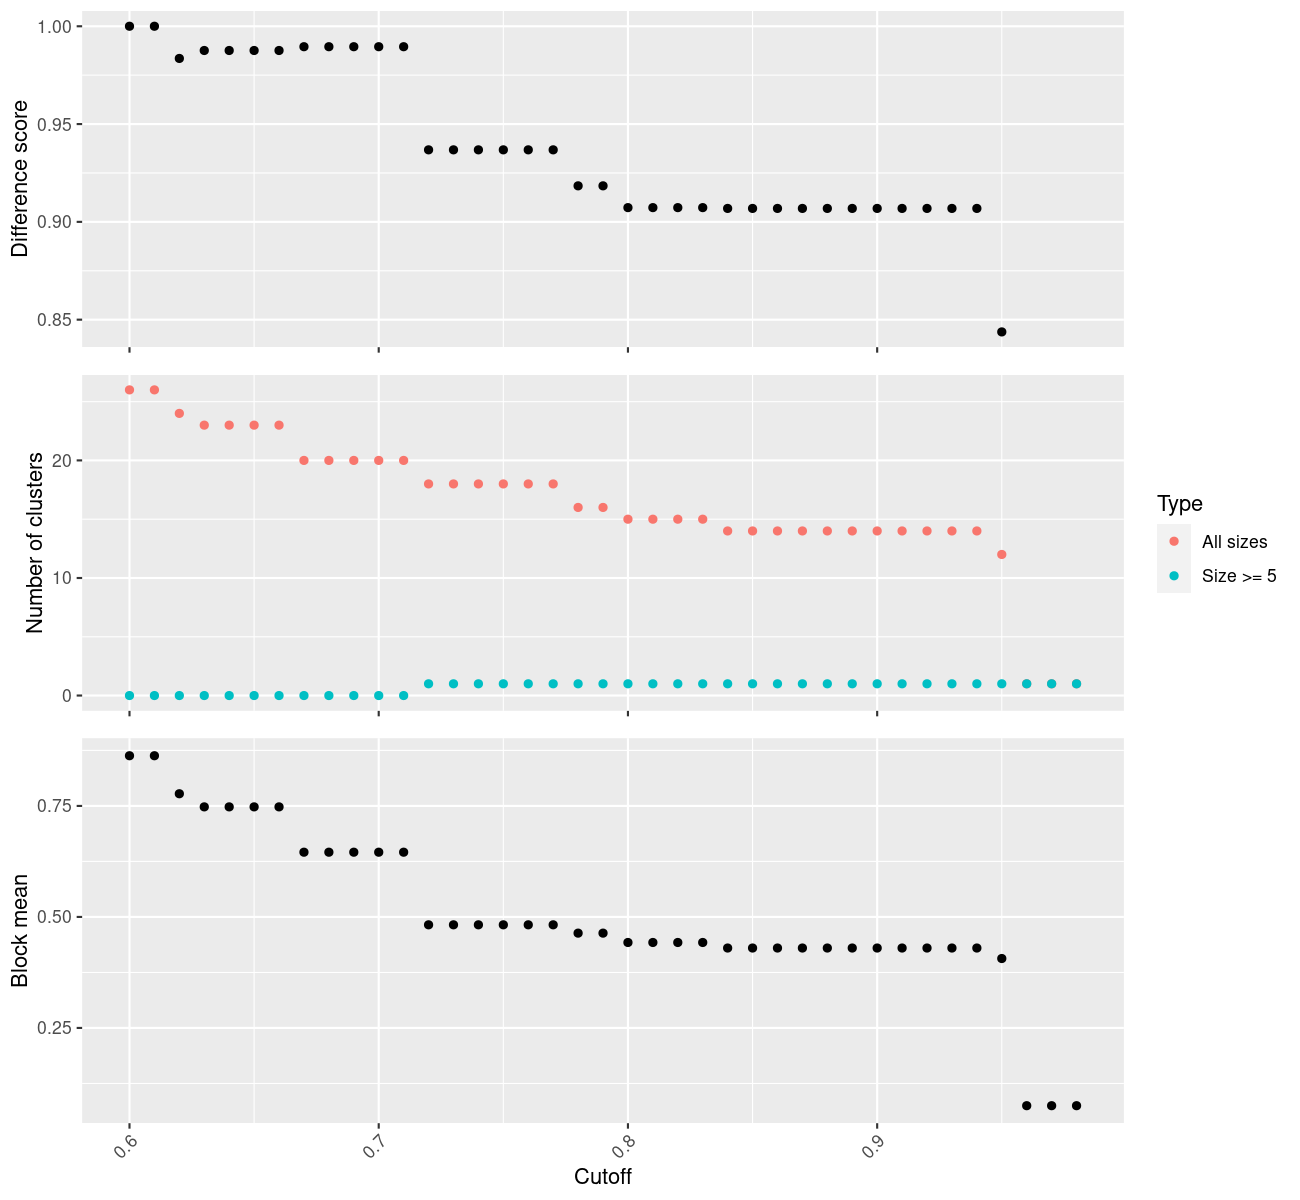 Difference score
1.00
0.95
0.90
0.85
Number of clusters
20
10
0
Type
All sizes
Size >= 5
Block mean
0.75
0.50
0.25
0.6
0.7
0.8
0.9
Cutoff